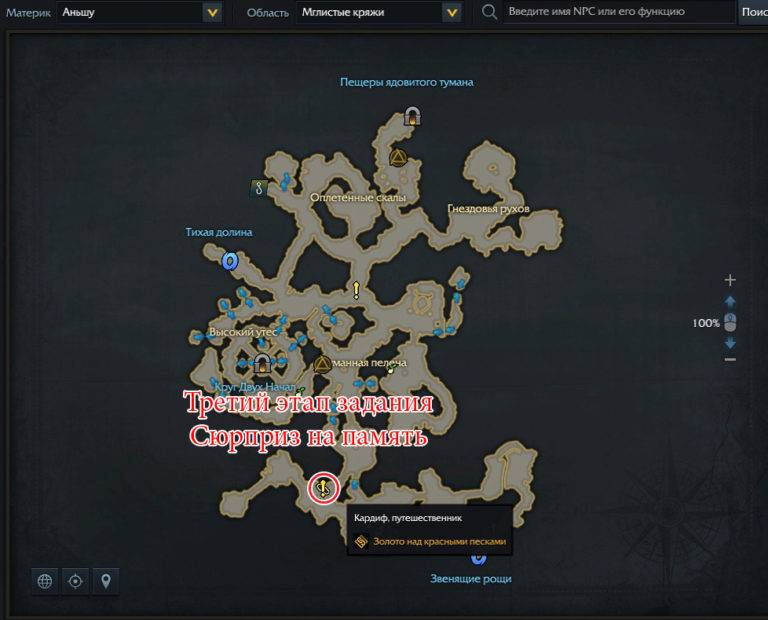 Материк Аньшу Область Мглистые кряжи Введите имя NPC или его функцию Поис
Пещеры ядовитого тумана
Оплетенные скалы
Гнездовья рухов
Тихая долина
100%
Высокий утес
манная пелена
Круг Двух Начал
Третий этап задания
Сюрприз на память
Кардиф, путешественник
Золото над красными песками
Звенящие рощи